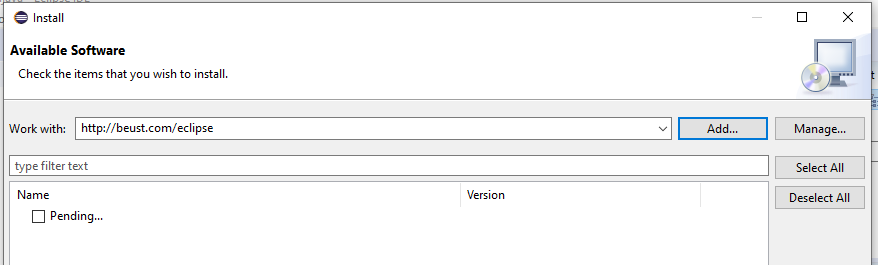 Install
Available Software
Check the items that you wish to install.
Work with: http://beust.com/eclipse Add... Manage...
type filter text Select All
Name Version Deselect All
Pending...